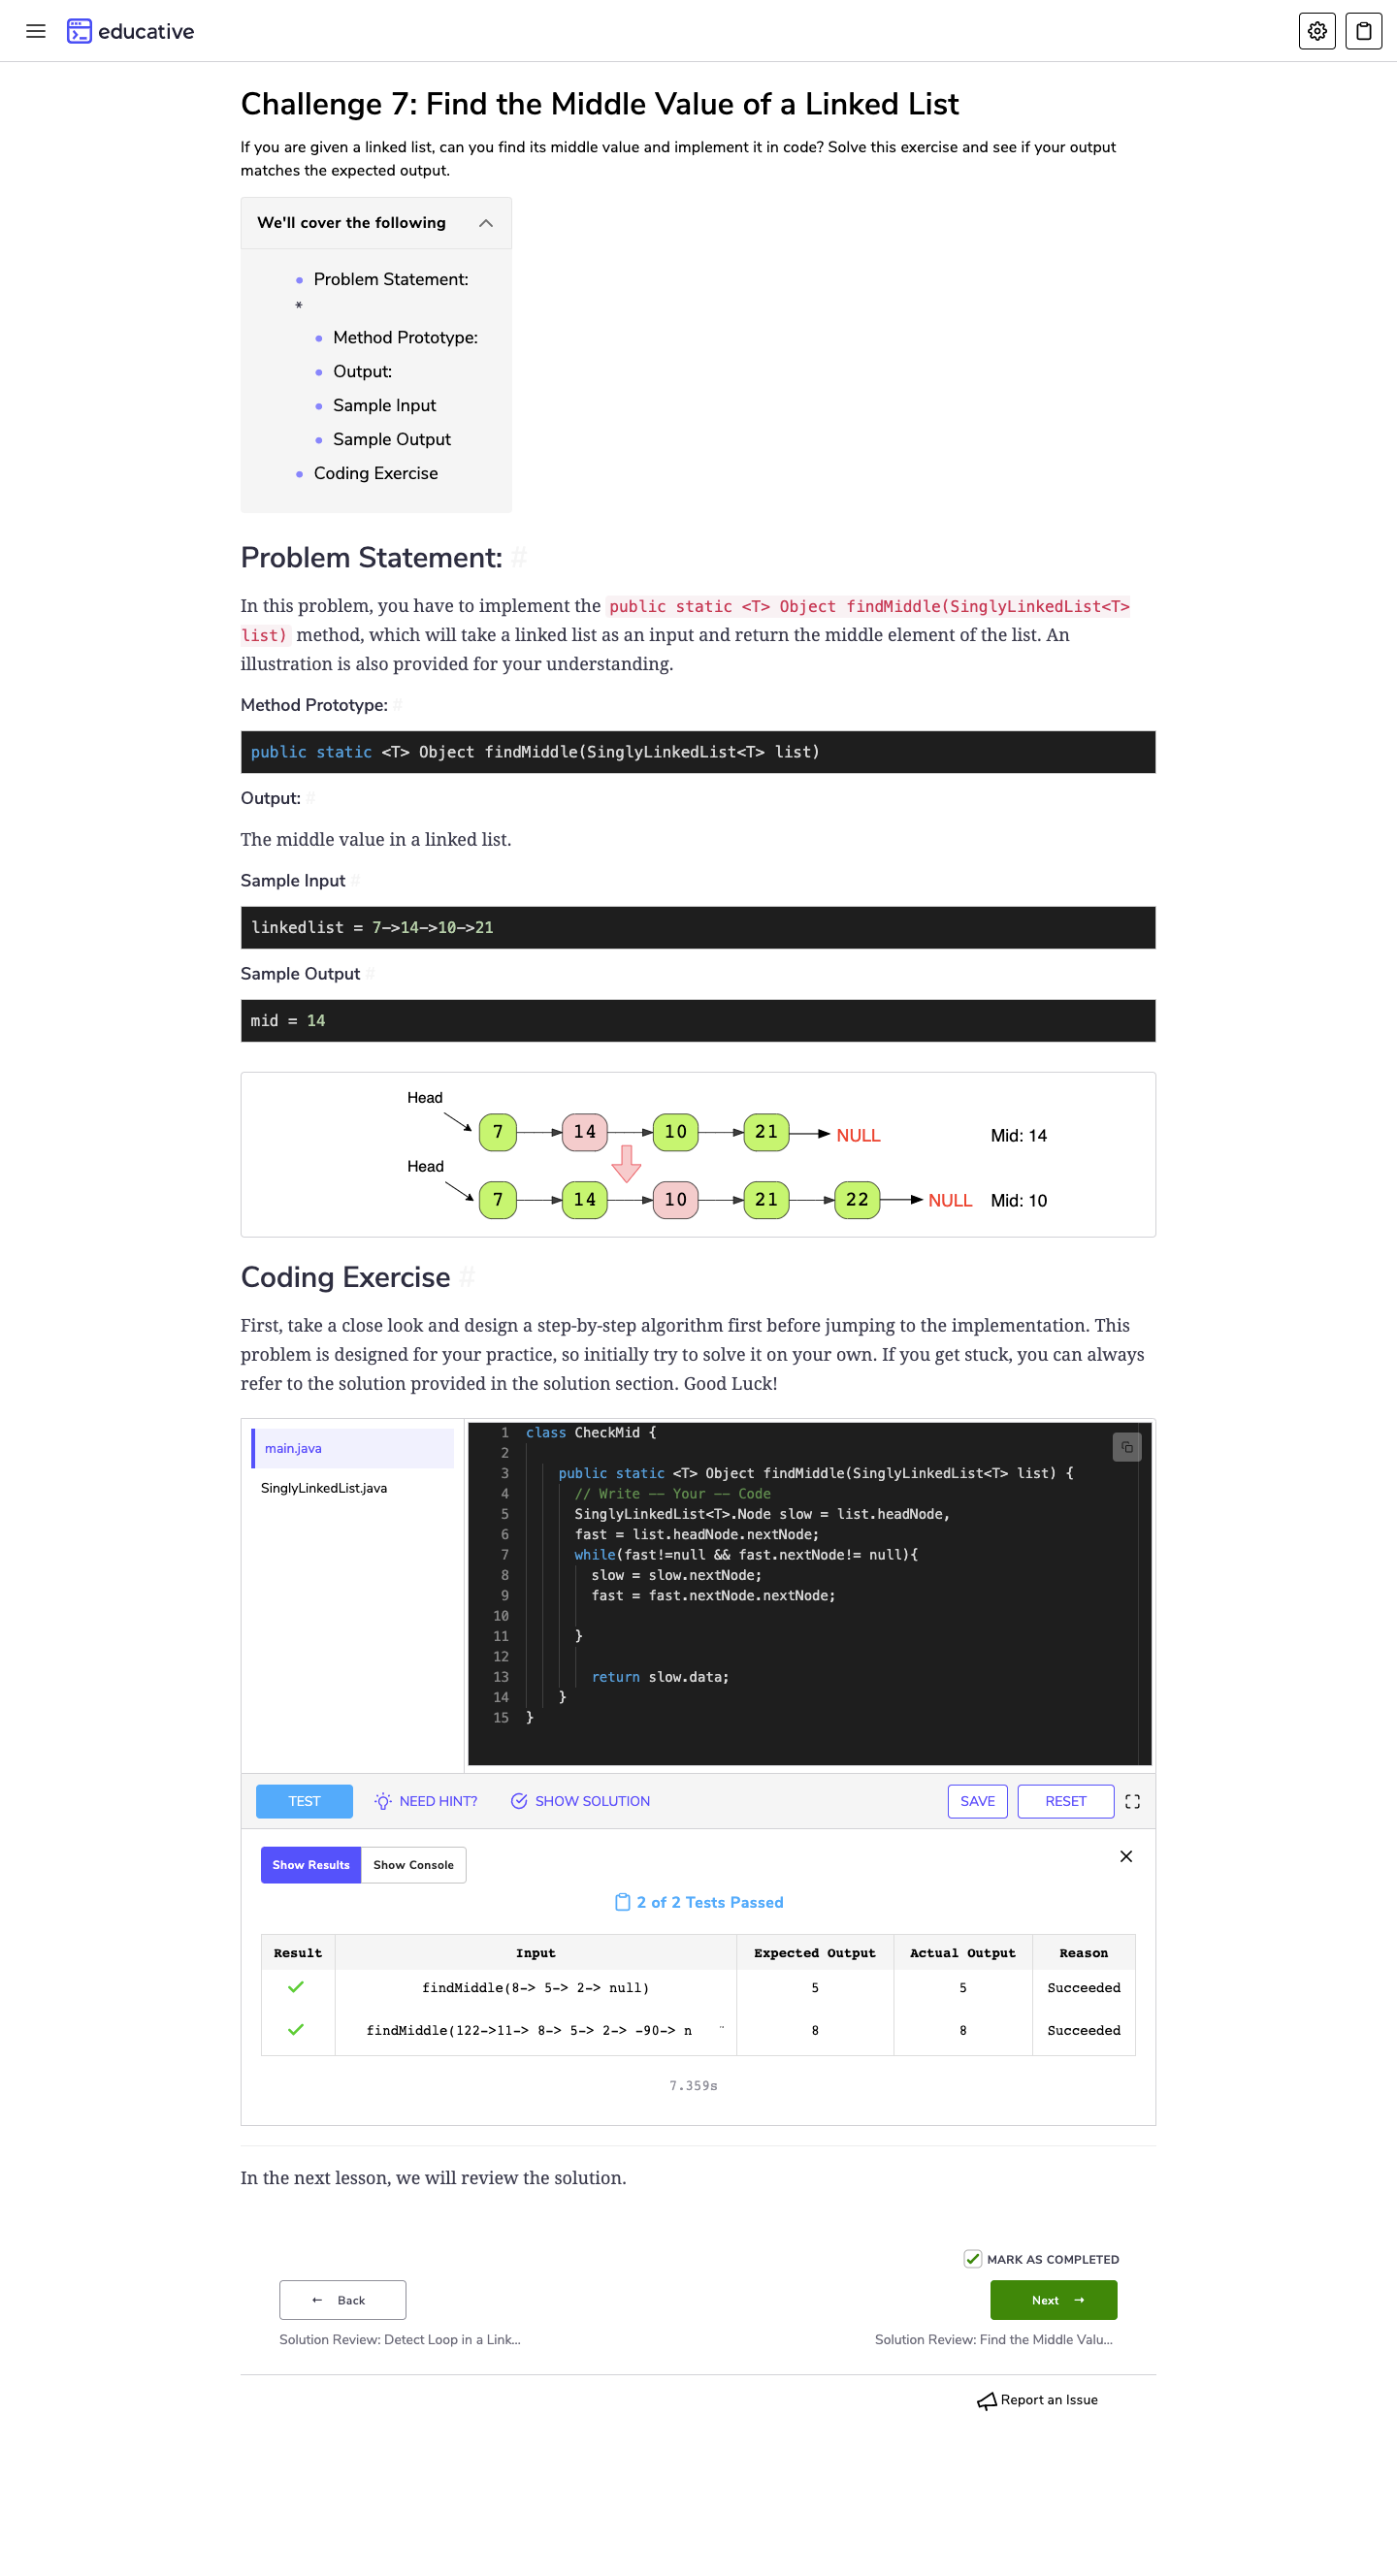 educative
Challenge 7: Find the Middle Value of a Linked List
If you are given a linked list, can you find its middle value and implement it in code? Solve this exercise and see if your output
matches the expected output.
We'll cover the following
Problem Statement:
*
Method Prototype:
Output:
Sample Input
Sample Output
Coding Exercise
Problem Statement: #
In this problem, you have to implement the public static <T> Object findMiddle(SinglyLinkedList<T>
list) method, which will take a linked list as an input and return the middle element of the list. An
illustration is also provided for your understanding.
Method Prototype: #
public static <T> Object findMiddle(SinglyLinkedList<T> list)
Output: #
The middle value in a linked list.
Sample Input #
linkedlist = 7->14->10->21
Sample Output #
mid = 14
Head
7 14 10 21 NULL Mid: 14
Head
7 14 10 21 22 NULL Mid: 10
Coding Exercise #
First, take a close look and design a step-by-step algorithm first before jumping to the implementation. This
problem is designed for your practice, so initially try to solve it on your own. If you get stuck, you can always
refer to the solution provided in the solution section. Good Luck!
main.java
SinglyLinkedList.java
1 class CheckMid {
2
3 public static <T> Object findMiddle(SinglyLinkedList<T> list) {
4 // Write -- Your -- Code
5 SinglyLinkedList<T>.Node slow = list.headNode,
6 fast = list.headNode.nextNode;
7 while(fast!=null && fast.nextNode!= null){
8 slow = slow.nextNode;
9 fast = fast.nextNode.nextNode;
10
11 }
12
13 return slow.data;
14 }
15 }
TEST NEED HINT? SHOW SOLUTION SAVE RESET
Show Results Show Console
2 of 2 Tests Passed
Result Input Expected Output Actual Output Reason
findMiddle(8-> 5-> 2-> null) 5 5 Succeeded
findMiddle(122->11-> 8-> 5-> 2-> -90-> n 8 8 Succeeded
7.359s
In the next lesson, we will review the solution.
MARK AS COMPLETED
← Back
Next →
Solution Review: Detect Loop in a Link...
Solution Review: Find the Middle Valu...
Report an Issue